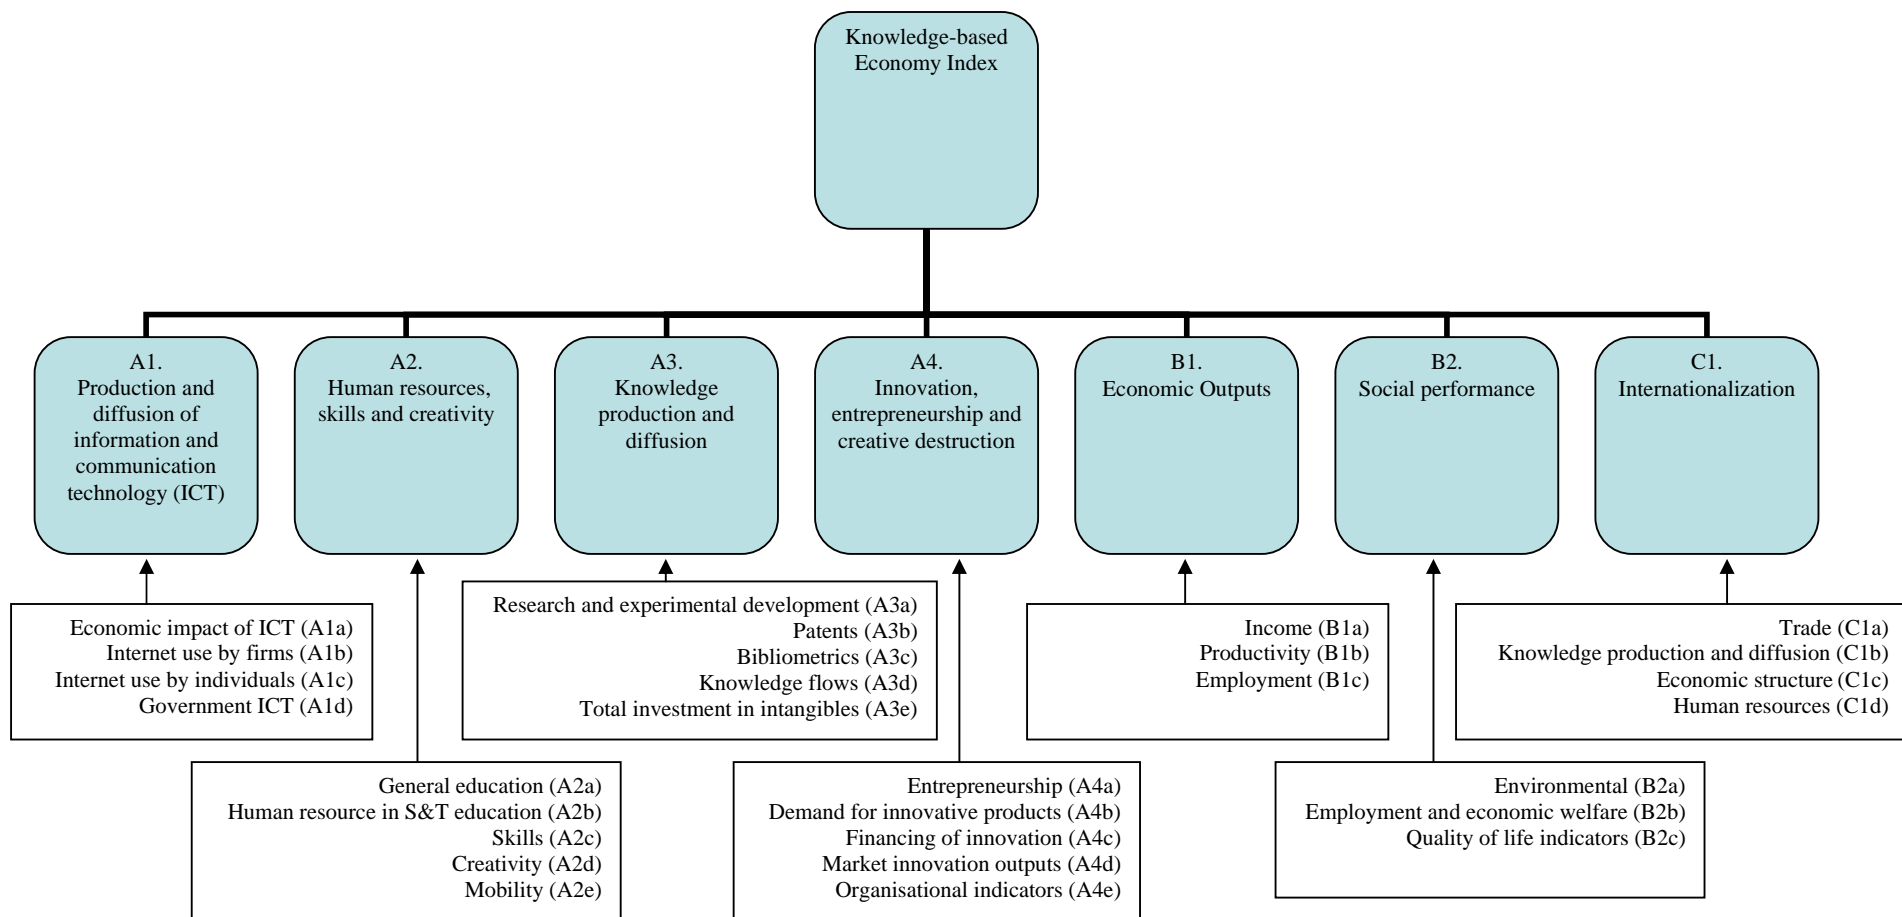 Knowledge-based
Economy Index
A1.
Production and
diffusion of
information and
communication
technology (ICT)
A2.
Human resources,
skills and creativity
A3.
Knowledge
production and
diffusion
A4.
Innovation,
entrepreneurship and
creative destruction
B1.
Economic Outputs
B2.
Social performance
C1.
Internationalization
Economic impact of ICT (A1a)
Internet use by firms (A1b)
Internet use by individuals (A1c)
Government ICT (A1d)
Research and experimental development (A3a)
Patents (A3b)
Bibliometrics (A3c)
Knowledge flows (A3d)
Total investment in intangibles (A3e)
Income (B1a)
Productivity (B1b)
Employment (B1c)
Trade (C1a)
Knowledge production and diffusion (C1b)
Economic structure (C1c)
Human resources (C1d)
General education (A2a)
Human resource in S&T education (A2b)
Skills (A2c)
Creativity (A2d)
Mobility (A2e)
Entrepreneurship (A4a)
Demand for innovative products (A4b)
Financing of innovation (A4c)
Market innovation outputs (A4d)
Organisational indicators (A4e)
Environmental (B2a)
Employment and economic welfare (B2b)
Quality of life indicators (B2c)